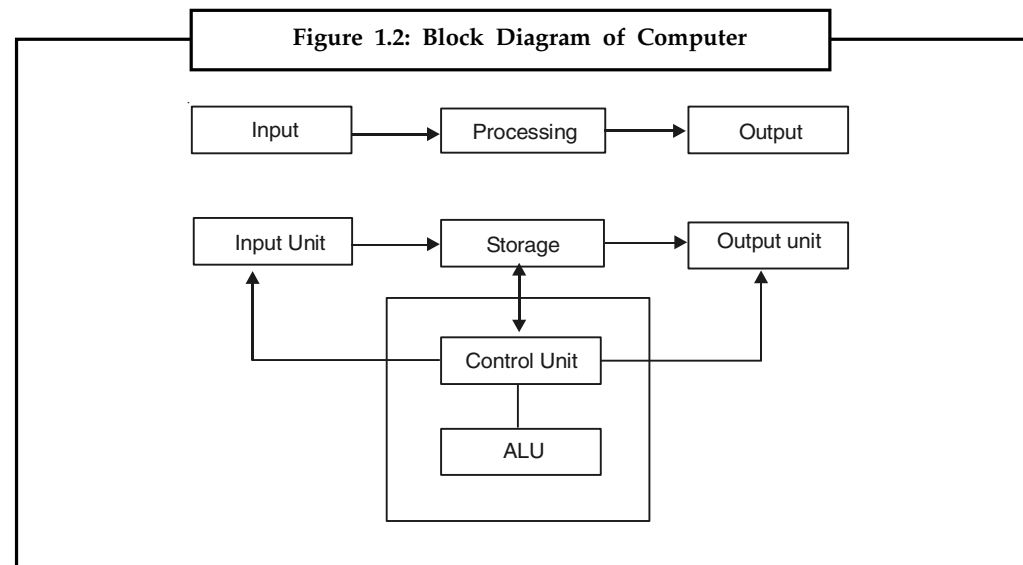 Figure 1.2: Block Diagram of Computer
Input
Processing
Output
Input Unit
Storage
Output unit
Control Unit
ALU